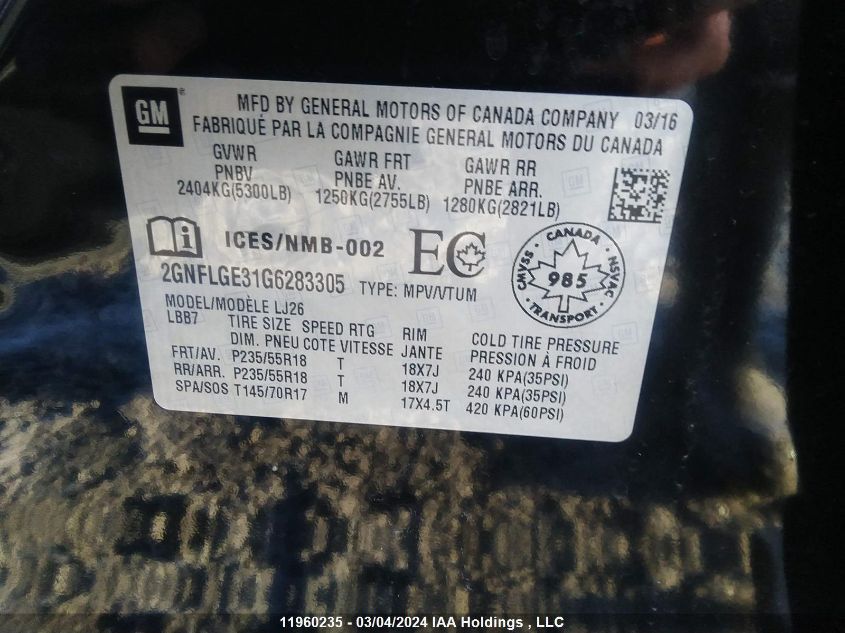 GM ® MFD BY GENERAL MOTORS OF CANADA COMPANY 03/16
FABRIQUÉ PAR LA COMPAGNIE GENERAL MOTORS DU CANADA
GVWR GAWR FRT GAWR RR
PNBV PNBE AV. PNBE ARR.
2404KG(5300LB) 1250KG(2755LB) 1280KG(2821LB)
ICES/NMB-002 EC
2GNFLGE31G6283305 TYPE: MPV/VTUM
CANADA
CMVSS 985 NSVAC
TRANSPORT
MODEL/MODÈLE LJ26
LBB7 TIRE SIZE SPEED RTG RIM COLD TIRE PRESSURE
DIM. PNEU COTE VITESSE JANTE PRESSION À FROID
FRT/AV. P235/55R18 T 18X7J 240 KPA(35PSI)
RR/ARR. P235/55R18 T 18X7J 240 KPA(35PSI)
SPA/SOS T145/70R17 M 17X4.5T 420 KPA(60PSI)
11960235 - 03/04/2024 IAA Holdings , LLC